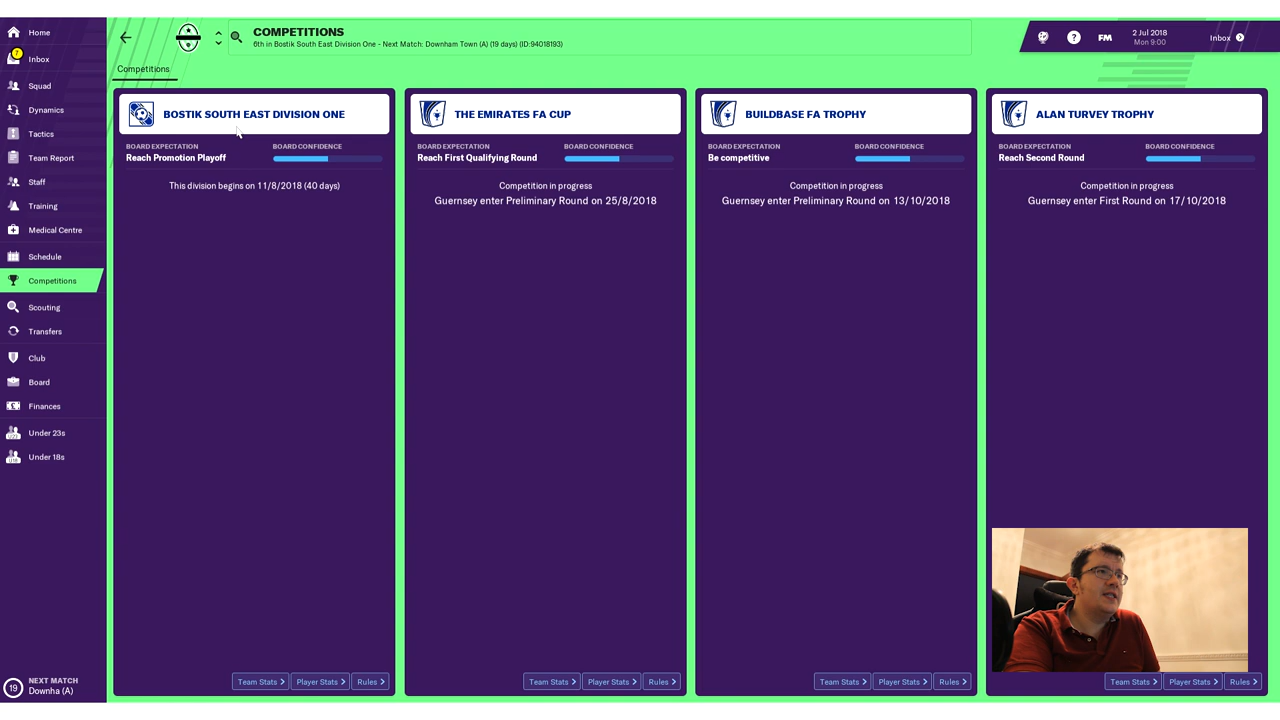 Home
7
Inbox
Squad
Dynamics
Tactics
Team Report
Staff
Training
Medical Centre
Schedule
Competitions
Scouting
Transfers
Club
Board
Finances
Under 23s
Under 18s
19
NEXT MATCH
Downha (A)
COMPETITIONS
6th in Bostik South East Division One - Next Match: Downham Town (A) (19 days) (ID:94018193)
?
FM
2 Jul 2018
Mon 9:00
Inbox
Competitions
BOSTIK SOUTH EAST DIVISION ONE
BOARD EXPECTATION
BOARD CONFIDENCE
Reach Promotion Playoff
This division begins on 11/8/2018 (40 days)
Team Stats
Player Stats
Rules
THE EMIRATES FA CUP
BOARD EXPECTATION
BOARD CONFIDENCE
Reach First Qualifying Round
Competition in progress
Guernsey enter Preliminary Round on 25/8/2018
Team Stats
Player Stats
Rules
BUILDBASE FA TROPHY
BOARD EXPECTATION
BOARD CONFIDENCE
Be competitive
Competition in progress
Guernsey enter Preliminary Round on 13/10/2018
Team Stats
Player Stats
Rules
ALAN TURVEY TROPHY
BOARD EXPECTATION
BOARD CONFIDENCE
Reach Second Round
Competition in progress
Guernsey enter First Round on 17/10/2018
Team Stats
Player Stats
Rules